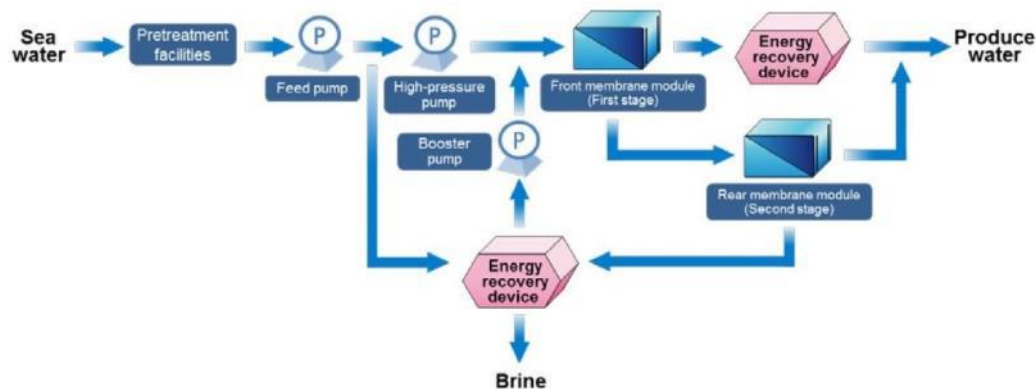 Sea
water
Pretreatment
facilities
P
Feed pump
P
High-pressure
pump
Front membrane module
(First stage)
Energy
recovery
device
Produce
water
Booster
pump
P
Rear membrane module
(Second stage)
Energy
recovery
device
Brine